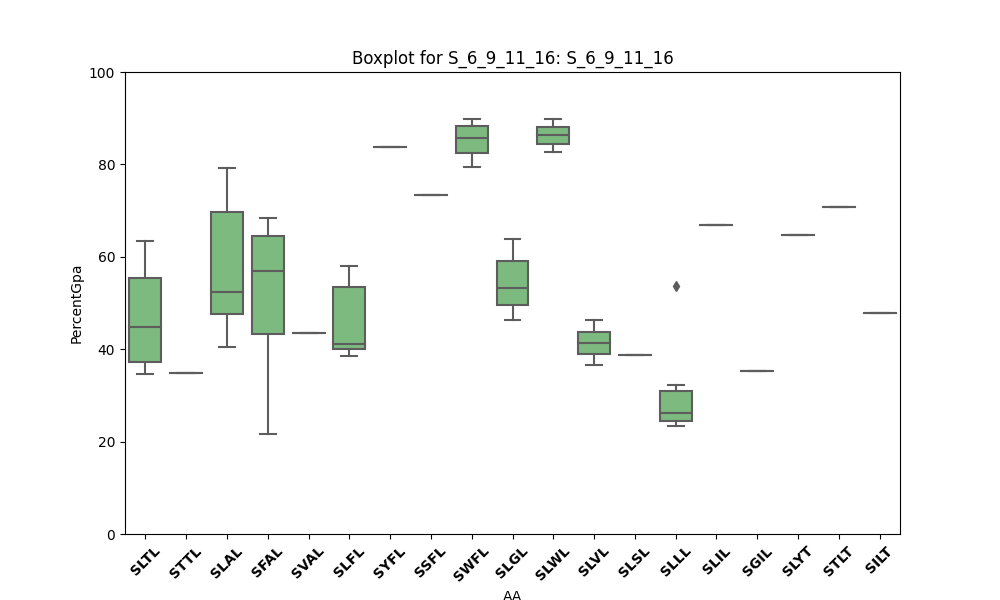 Boxplot for S_6_9_11_16: S_6_9_11_16
100
80
60
40
20
0
PercentGpa
SLTL
STTL
SLAL
SFAL
SVAL
SLFL
SYFL
SSFL
SWFL
SLGL
SLWL
SLVL
SLSL
SLLL
SLIL
SGIL
SLYT
STLT
SILT
AA